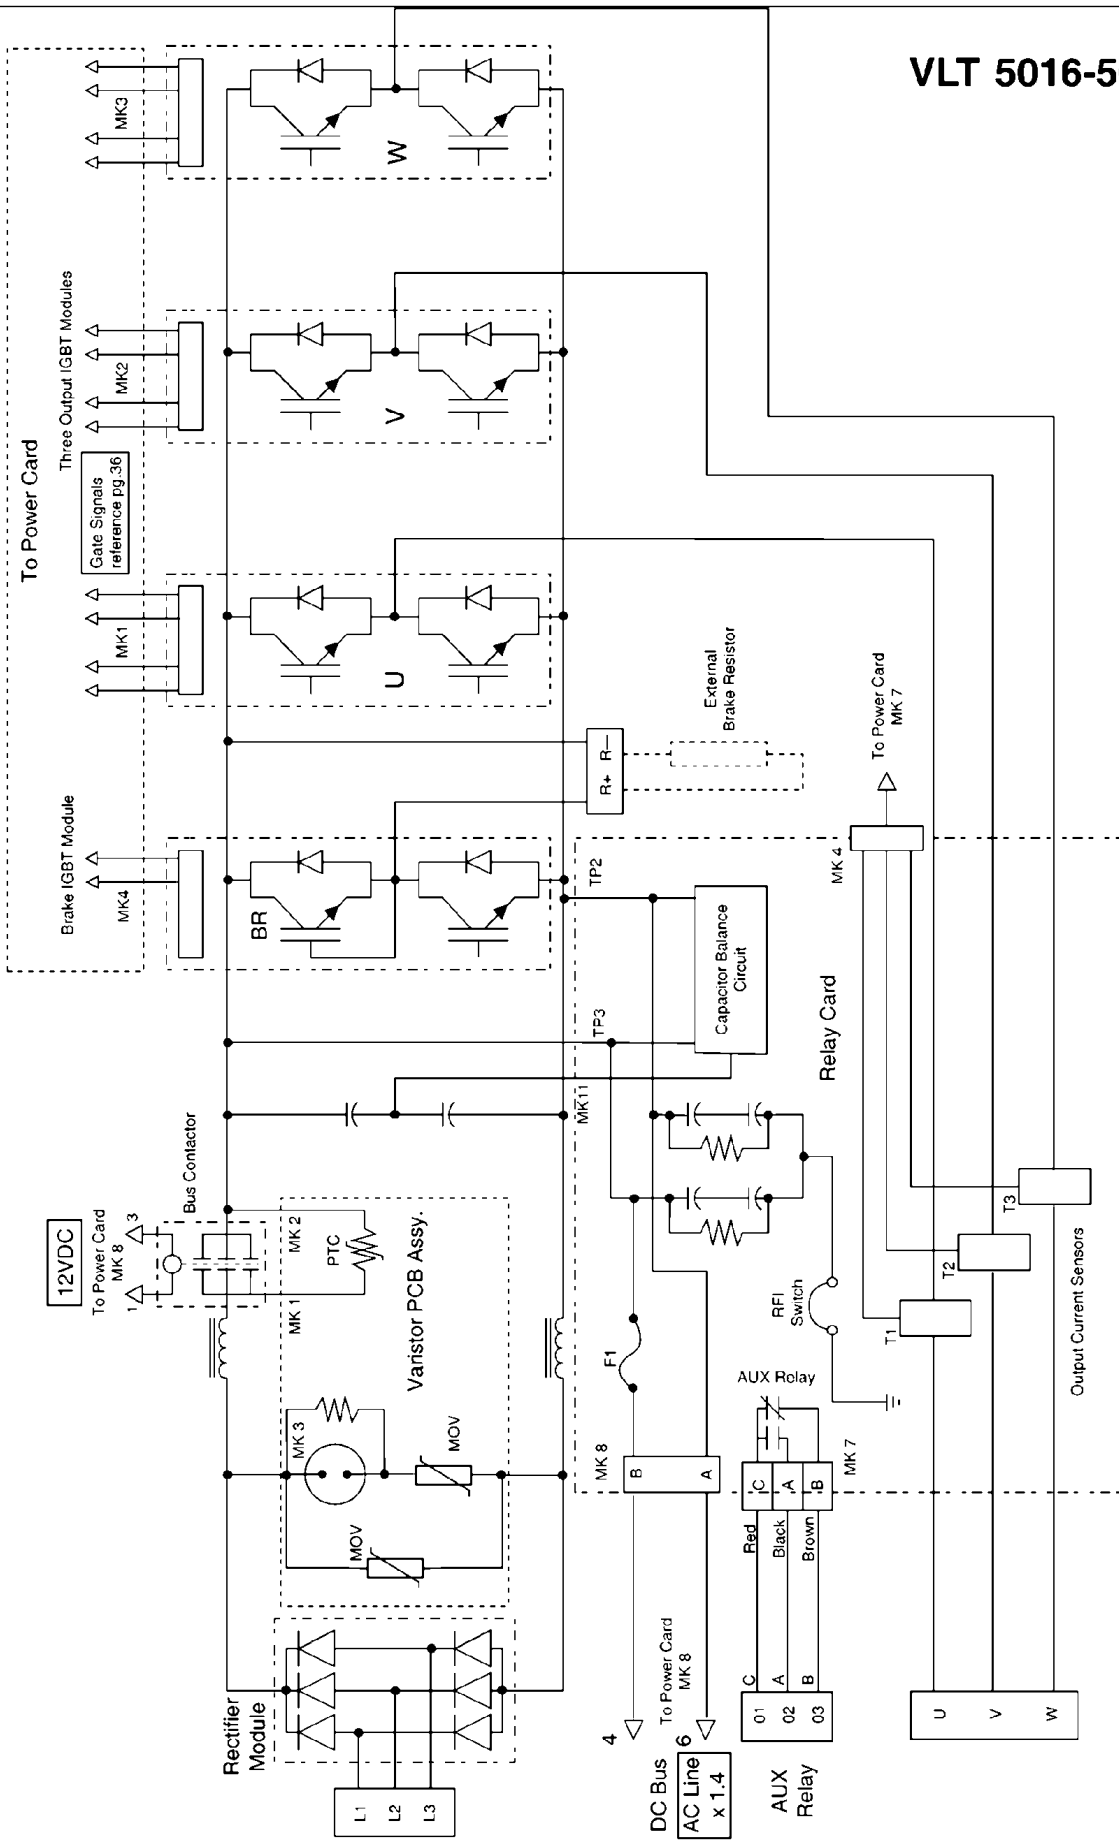 VLT 5016-5
To Power Card
Three Output IGBT Modules
Gate Signals
reference pg.36
Brake IGBT Module
MK4
MK1
MK2
MK3
BR
U
V
W
12VDC
To Power Card
MK 8
1
3
Bus Contactor
MK 1
MK 2
PTC
Varistor PCB Assy.
MK 3
MOV
MOV
Rectifier
Module
L1
L2
L3
R+
R—
External
Brake Resistor
TP2
TP3
MK11
Capacitor Balance
Circuit
Relay Card
MK 4
To Power Card
MK 7
F1
RFI
Switch
AUX Relay
MK 8
B
A
MK 7
C
A
B
Red
Black
Brown
C
A
B
01
02
03
AUX
Relay
4
6
To Power Card
MK 8
DC Bus
AC Line
x 1.4
T1
T2
T3
Output Current Sensors
U
V
W